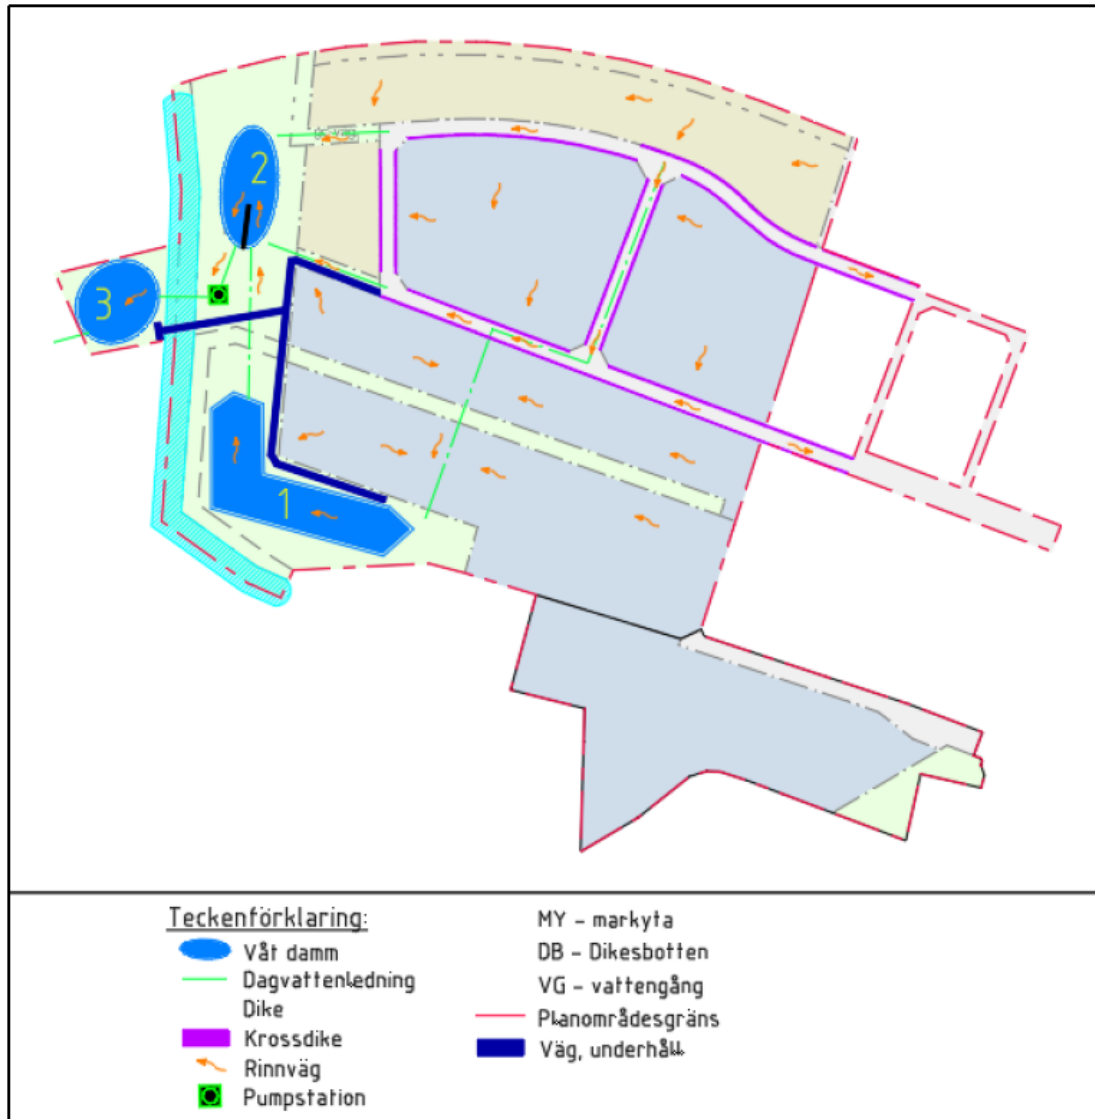 2
3
1
Teckenförklaring:
Våt damm
Dagvattenledning
Dike
Krossdike
Rinnväg
Pumpstation
MY - markyta
DB - Dikesbotten
VG - vattengång
Planområdesgräns
Väg, underhåll